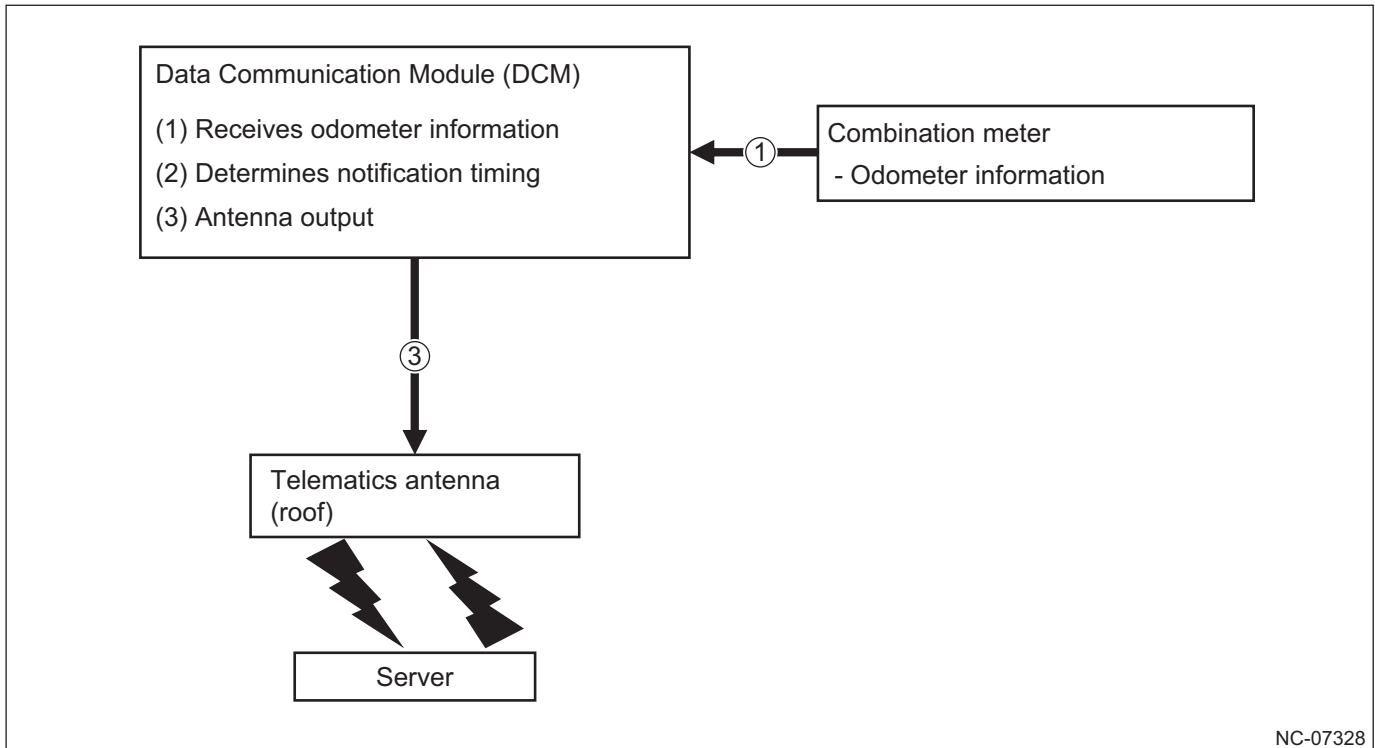 Data Communication Module (DCM)
(1) Receives odometer information
(2) Determines notification timing
(3) Antenna output
1
Combination meter
- Odometer information
3
Telematics antenna
(roof)
Server
NC-07328